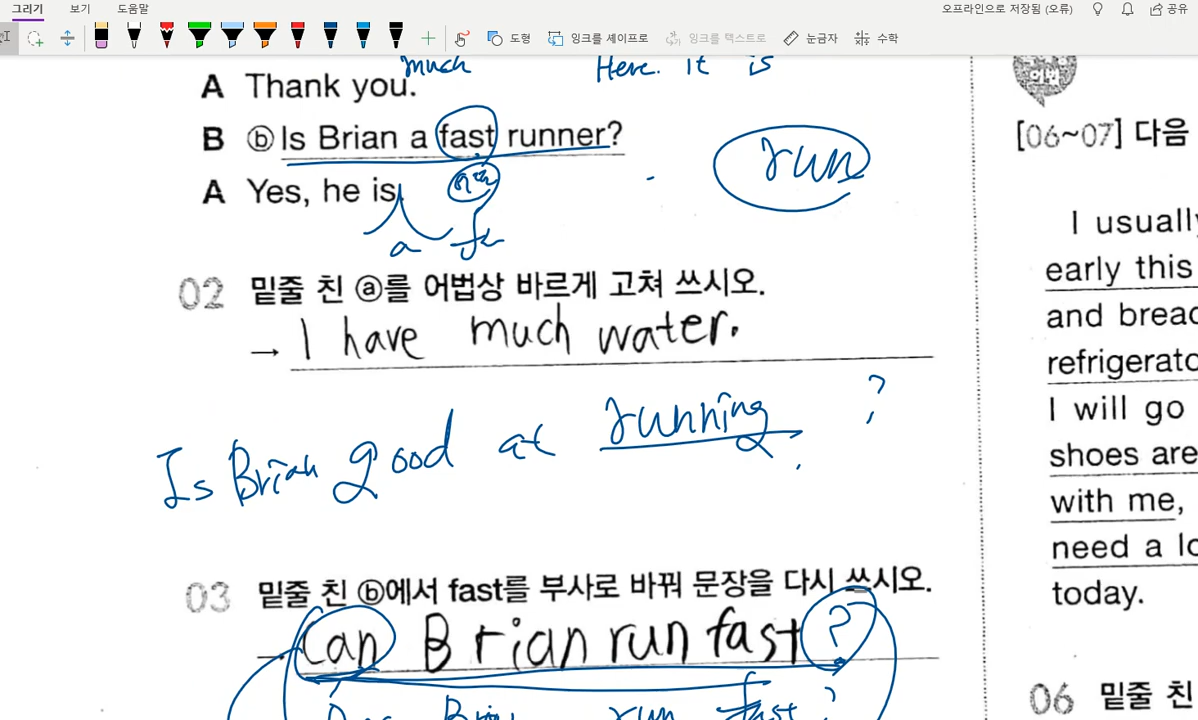 그리기 보기 도움말 오프라인으로 저장됨 (오류) 공유
도형 잉크를 셰이프로 잉크를 텍스트로 눈금자 수학
much Here. it is
A Thank you.
B ⓑ Is Brian a fast runner?
run
A Yes, he is
a
02 밑줄 친 ⓐ를 어법상 바르게 고쳐 쓰시오.
→ I have much water.
Is Brian good at running ?
03 밑줄 친 ⓑ에서 fast를 부사로 바꿔 문장을 다시 쓰시오.
Can Brian run fast ?
run fast ?
어법
[06~07] 다음
I usually
early this
and bread
refrigerato
I will go
shoes are
with me,
need a lo
today.
06 밑줄 친